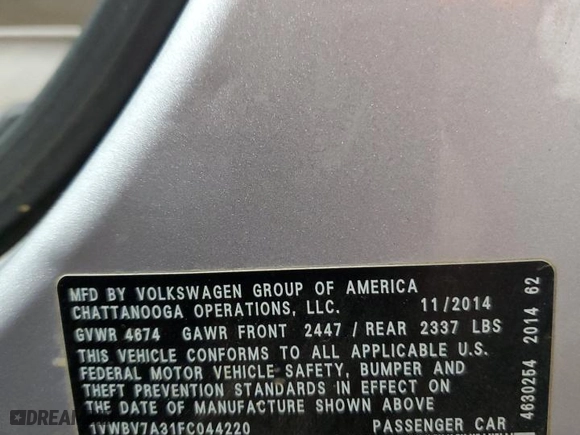 MFD BY VOLKSWAGEN GROUP OF AMERICA
CHATTANOOGA OPERATIONS, LLC. 11/2014
GVWR 4674 GAWR FRONT 2447 / REAR 2337 LBS
THIS VEHICLE CONFORMS TO ALL APPLICABLE U.S.
FEDERAL MOTOR VEHICLE SAFETY, BUMPER AND
THEFT PREVENTION STANDARDS IN EFFECT ON
THE DATE OF MANUFACTURE SHOWN ABOVE
1VWBV7A31FC044220 PASSENGER CAR
4630254 2014 62
BIDHISTORY